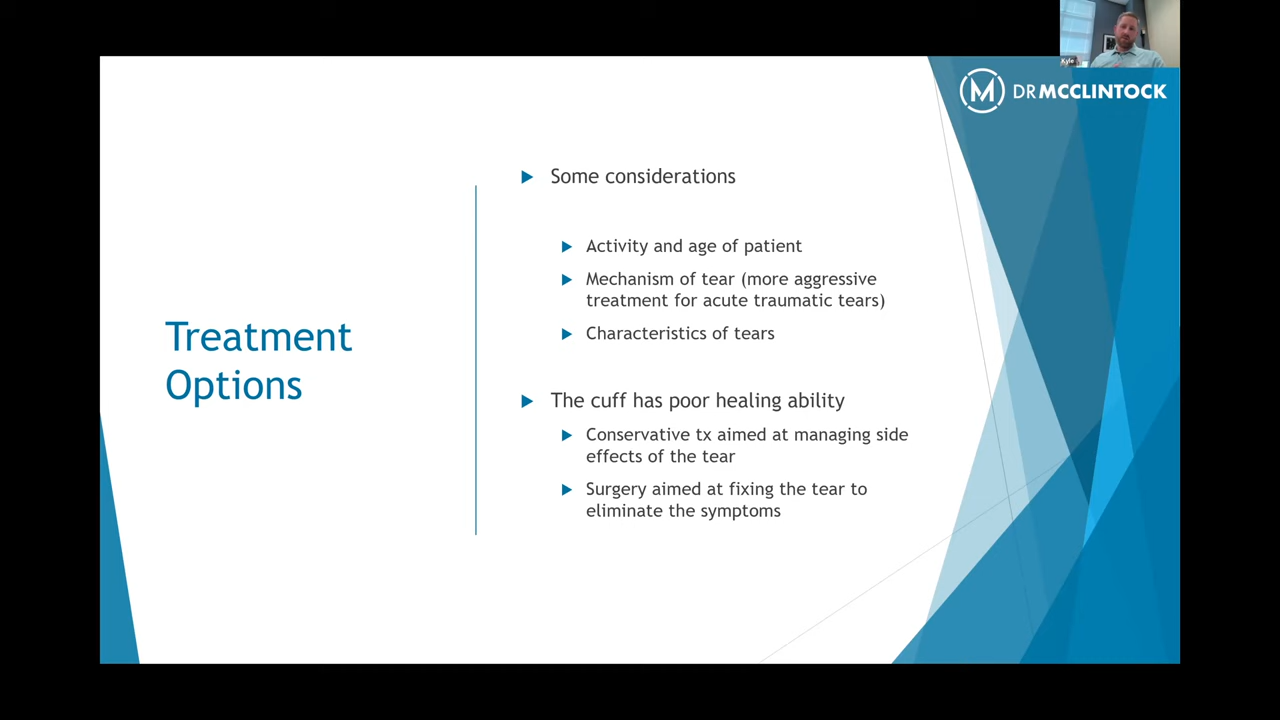 Kyle
M DR MCCLINTOCK
Treatment
Options
Some considerations
Activity and age of patient
Mechanism of tear (more aggressive
treatment for acute traumatic tears)
Characteristics of tears
The cuff has poor healing ability
Conservative tx aimed at managing side
effects of the tear
Surgery aimed at fixing the tear to
eliminate the symptoms